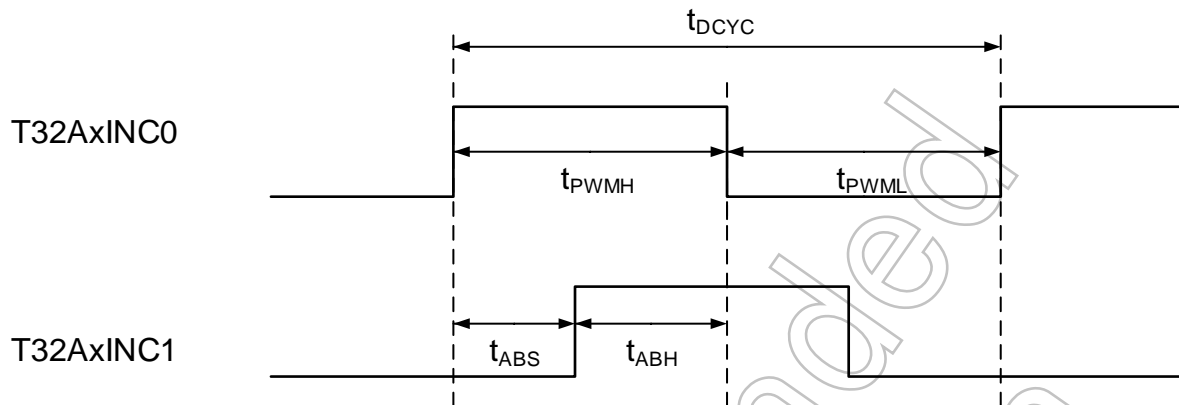 tDCYC
T32AxINC0
tPWMH
tPWML
T32AxINC1
tABS
tABH